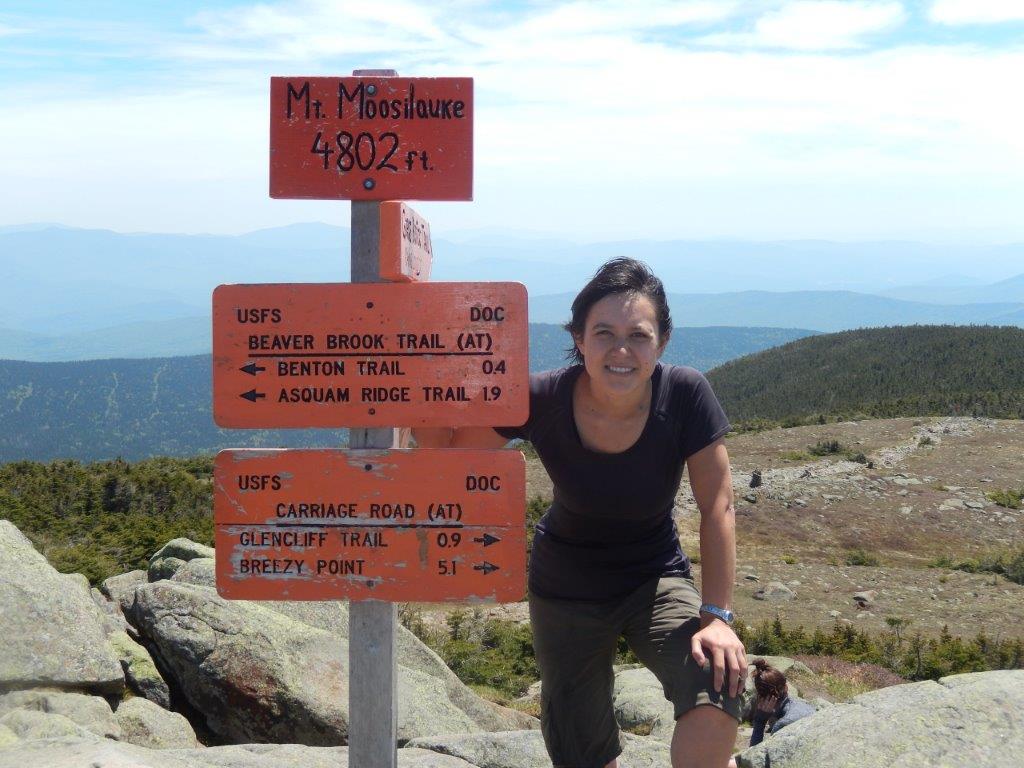 Mt. Moosilauke
4802 ft.
USFS DOC
BEAVER BROOK TRAIL (AT)
← BENTON TRAIL 0.4
← ASQUAM RIDGE TRAIL 1.9
USFS DOC
CARRIAGE ROAD (AT)
GLENCLIFF TRAIL 0.9 →
BREEZY POINT 5.1 →